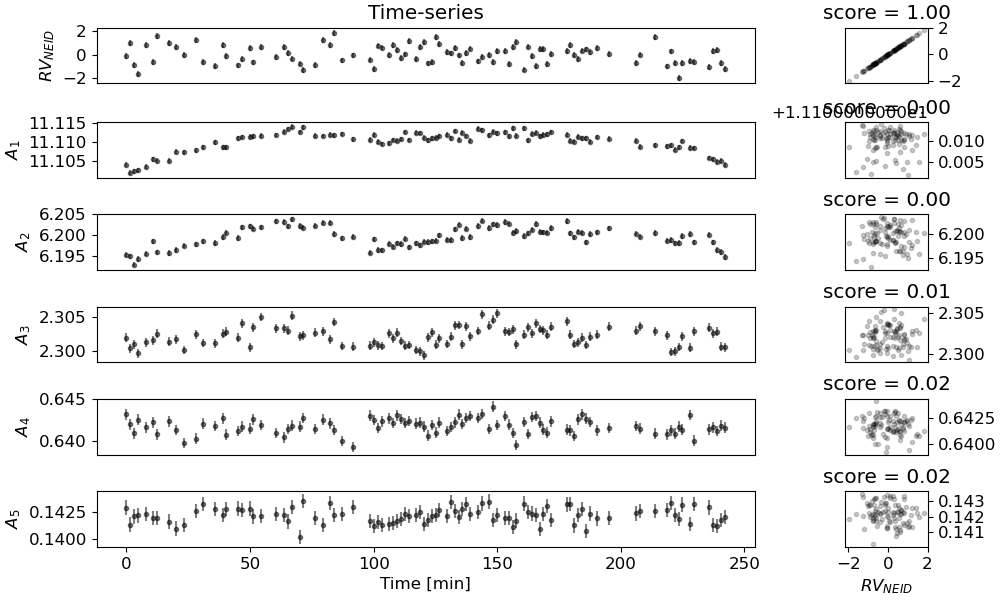 Time-series
score = 1.00
2
0
−2
RV_NEID
2
0
−2
score = 0.00
+1.1100000000e1
11.115
11.110
11.105
A_1
0.010
0.005
score = 0.00
6.205
6.200
6.195
A_2
6.200
6.195
score = 0.01
2.305
2.300
A_3
2.305
2.300
score = 0.02
0.645
0.640
A_4
0.6425
0.6400
score = 0.02
0.1425
0.1400
A_5
0.143
0.142
0.141
0 50 100 150 200 250
−2 0 2
Time [min]
RV_NEID